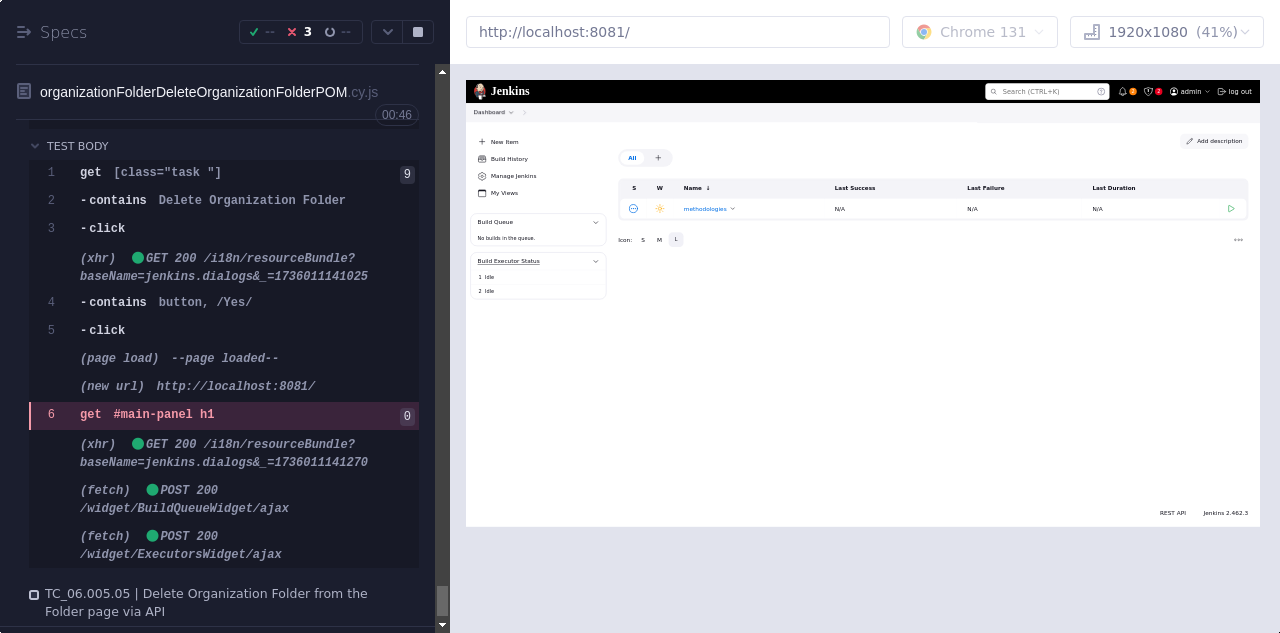 Specs
-- 3 --
organizationFolderDeleteOrganizationFolderPOM.cy.js
00:46
TEST BODY
1 get [class="task "] 9
2 -contains Delete Organization Folder
3 -click
(xhr) GET 200 /i18n/resourceBundle?
baseName=jenkins.dialogs&_=1736011141025
4 -contains button, /Yes/
5 -click
(page load) --page loaded--
(new url) http://localhost:8081/
6 get #main-panel h1 0
(xhr) GET 200 /i18n/resourceBundle?
baseName=jenkins.dialogs&_=1736011141270
(fetch) POST 200
/widget/BuildQueueWidget/ajax
(fetch) POST 200
/widget/ExecutorsWidget/ajax
TC_06.005.05 | Delete Organization Folder from the
Folder page via API
http://localhost:8081/
Chrome 131
1920x1080 (41%)
Jenkins
Search (CTRL+K)
2
2
admin
log out
Dashboard
New Item
Build History
Manage Jenkins
My Views
Build Queue
No builds in the queue.
Build Executor Status
1 Idle
2 Idle
Add description
All +
S W Name ↓ Last Success Last Failure Last Duration
methodologies N/A N/A N/A
Icon: S M L
REST API Jenkins 2.462.3